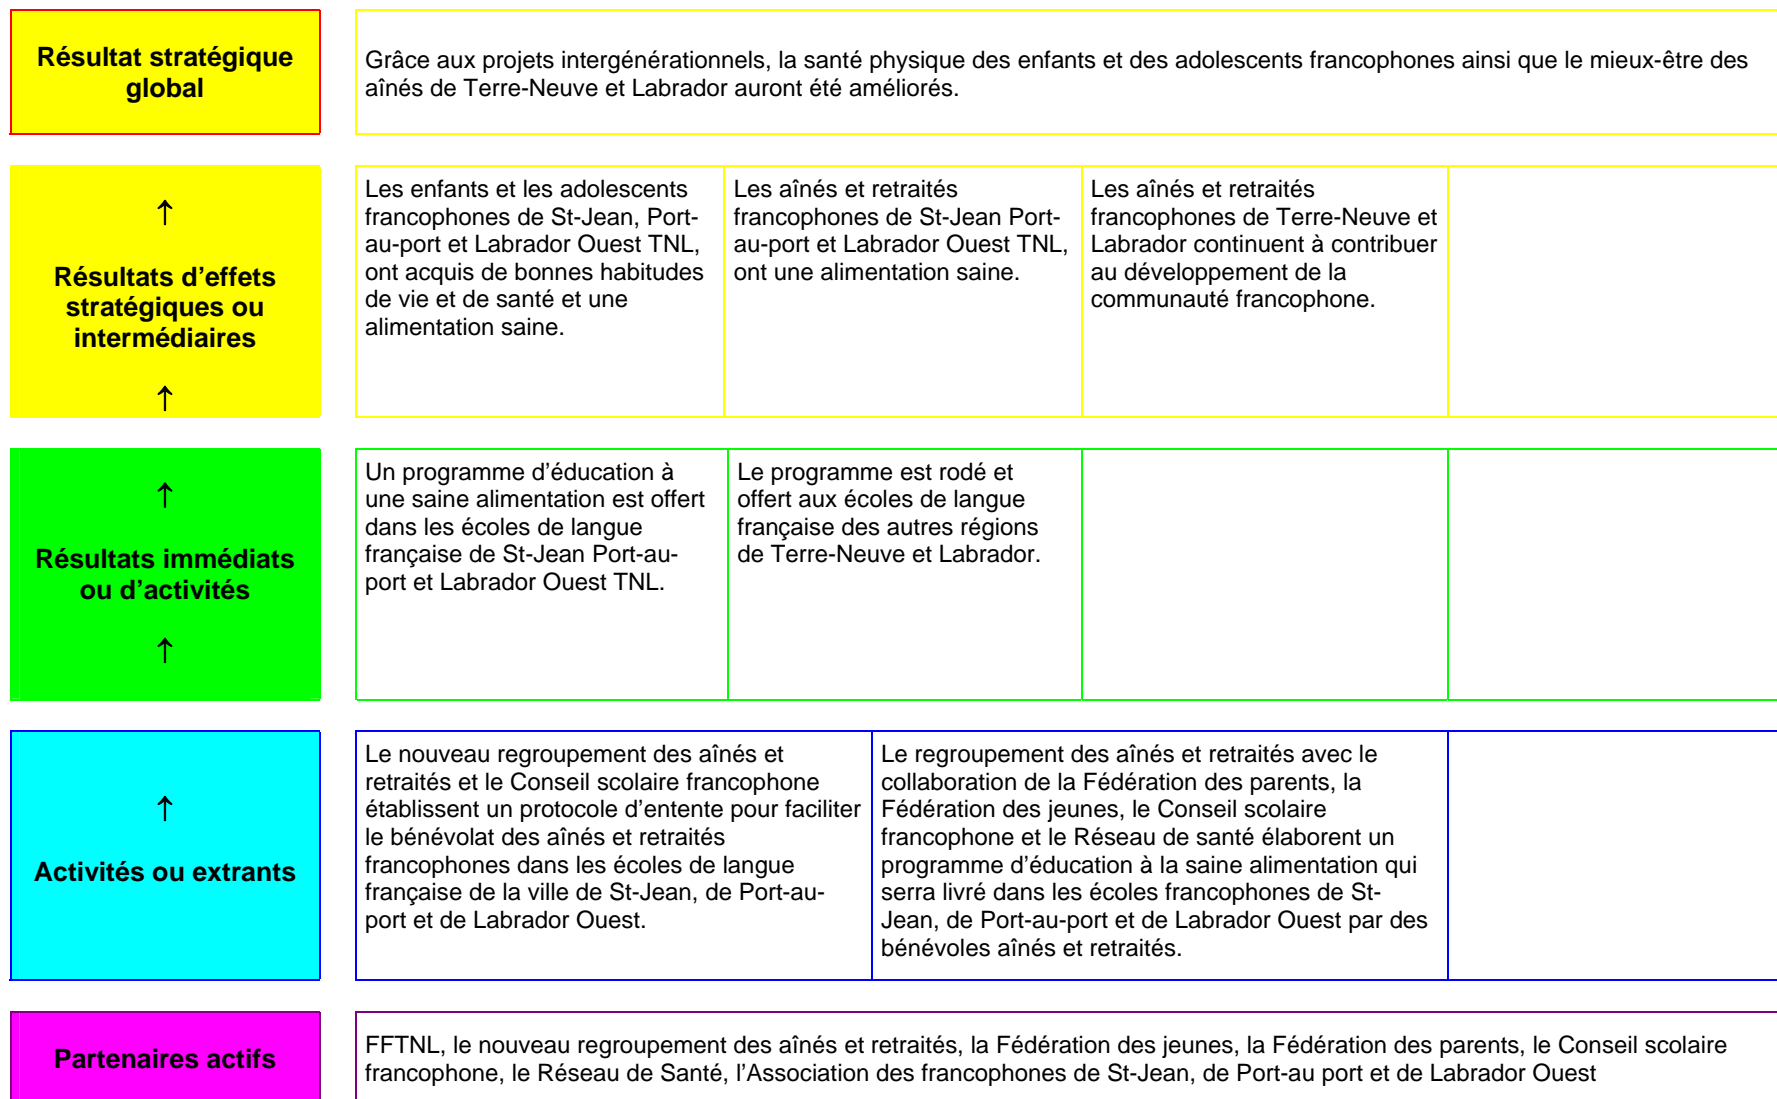 Résultat stratégique
global
Grâce aux projets intergénérationnels, la santé physique des enfants et des adolescents francophones ainsi que le mieux-être des
aînés de Terre-Neuve et Labrador auront été améliorés.
↑
Résultats d’effets
stratégiques ou
intermédiaires
↑
Les enfants et les adolescents
francophones de St-Jean, Port-
au-port et Labrador Ouest TNL,
ont acquis de bonnes habitudes
de vie et de santé et une
alimentation saine.
Les aînés et retraités
francophones de St-Jean Port-
au-port et Labrador Ouest TNL,
ont une alimentation saine.
Les aînés et retraités
francophones de Terre-Neuve et
Labrador continuent à contribuer
au développement de la
communauté francophone.
↑
Résultats immédiats
ou d’activités
↑
Un programme d’éducation à
une saine alimentation est offert
dans les écoles de langue
française de St-Jean Port-au-
port et Labrador Ouest TNL.
Le programme est rodé et
offert aux écoles de langue
française des autres régions
de Terre-Neuve et Labrador.
↑
Activités ou extrants
Le nouveau regroupement des aînés et
retraités et le Conseil scolaire francophone
établissent un protocole d’entente pour faciliter
le bénévolat des aînés et retraités
francophones dans les écoles de langue
française de la ville de St-Jean, de Port-au-
port et de Labrador Ouest.
Le regroupement des aînés et retraités avec le
collaboration de la Fédération des parents, la
Fédération des jeunes, le Conseil scolaire
francophone et le Réseau de santé élaborent un
programme d’éducation à la saine alimentation qui
serra livré dans les écoles francophones de St-
Jean, de Port-au-port et de Labrador Ouest par des
bénévoles aînés et retraités.
Partenaires actifs
FFTNL, le nouveau regroupement des aînés et retraités, la Fédération des jeunes, la Fédération des parents, le Conseil scolaire
francophone, le Réseau de Santé, l’Association des francophones de St-Jean, de Port-au port et de Labrador Ouest